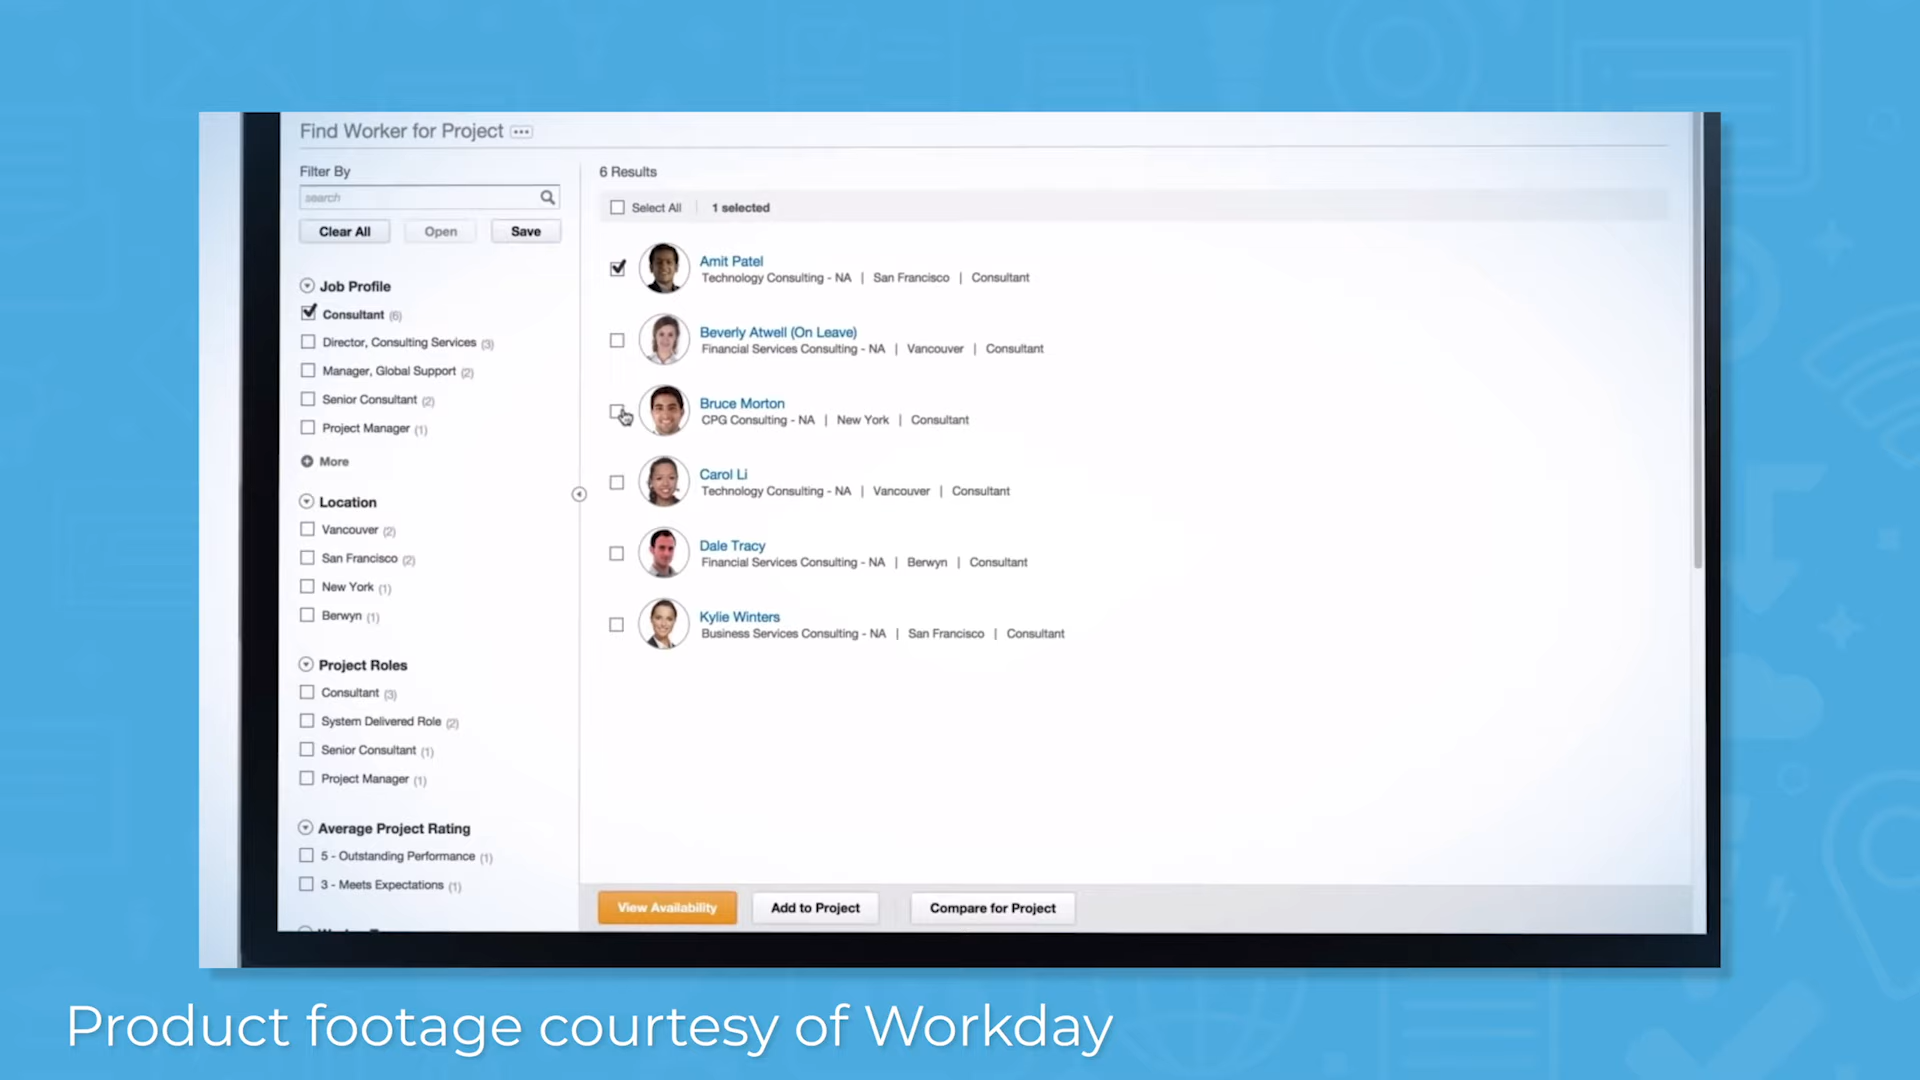 Find Worker for Project
Filter By
search
Clear All
Open
Save
Job Profile
Consultant (6)
Director, Consulting Services (3)
Manager, Global Support (2)
Senior Consultant (2)
Project Manager (1)
More
Location
Vancouver (2)
San Francisco (2)
New York (1)
Berwyn (1)
Project Roles
Consultant (3)
System Delivered Role (2)
Senior Consultant (1)
Project Manager (1)
Average Project Rating
5 - Outstanding Performance (1)
3 - Meets Expectations (1)
6 Results
Select All | 1 selected
Amit Patel
Technology Consulting - NA | San Francisco | Consultant
Beverly Atwell (On Leave)
Financial Services Consulting - NA | Vancouver | Consultant
Bruce Morton
CPG Consulting - NA | New York | Consultant
Carol Li
Technology Consulting - NA | Vancouver | Consultant
Dale Tracy
Financial Services Consulting - NA | Berwyn | Consultant
Kylie Winters
Business Services Consulting - NA | San Francisco | Consultant
View Availability
Add to Project
Compare for Project
Product footage courtesy of Workday